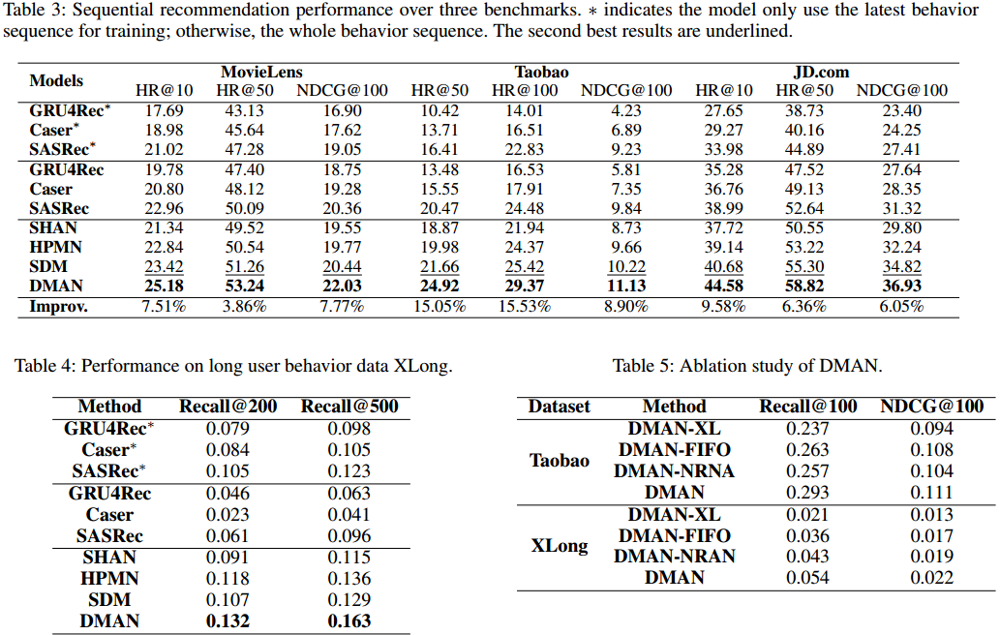 Table 3: Sequential recommendation performance over three benchmarks. ∗ indicates the model only use the latest behavior
sequence for training; otherwise, the whole behavior sequence. The second best results are underlined.
Models MovieLens Taobao JD.com
HR@10 HR@50 NDCG@100 HR@50 HR@100 NDCG@100 HR@10 HR@50 NDCG@100
GRU4Rec* 17.69 43.13 16.90 10.42 14.01 4.23 27.65 38.73 23.40
Caser* 18.98 45.64 17.62 13.71 16.51 6.89 29.27 40.16 24.25
SASRec* 21.02 47.28 19.05 16.41 22.83 9.23 33.98 44.89 27.41
GRU4Rec 19.78 47.40 18.75 13.48 16.53 5.81 35.28 47.52 27.64
Caser 20.80 48.12 19.28 15.55 17.91 7.35 36.76 49.13 28.35
SASRec 22.96 50.09 20.36 20.47 24.48 9.84 38.99 52.64 31.32
SHAN 21.34 49.52 19.55 18.87 21.94 8.73 37.72 50.55 29.80
HPMN 22.84 50.54 19.77 19.98 24.37 9.66 39.14 53.22 32.24
SDM 23.42 51.26 20.44 21.66 25.42 10.22 40.68 55.30 34.82
DMAN 25.18 53.24 22.03 24.92 29.37 11.13 44.58 58.82 36.93
Improv. 7.51% 3.86% 7.77% 15.05% 15.53% 8.90% 9.58% 6.36% 6.05%
Table 4: Performance on long user behavior data XLong.
Method Recall@200 Recall@500
GRU4Rec* 0.079 0.098
Caser* 0.084 0.105
SASRec* 0.105 0.123
GRU4Rec 0.046 0.063
Caser 0.023 0.041
SASRec 0.061 0.096
SHAN 0.091 0.115
HPMN 0.118 0.136
SDM 0.107 0.129
DMAN 0.132 0.163
Table 5: Ablation study of DMAN.
Dataset Method Recall@100 NDCG@100
Taobao
DMAN-XL 0.237 0.094
DMAN-FIFO 0.263 0.108
DMAN-NRNA 0.257 0.104
DMAN 0.293 0.111
XLong
DMAN-XL 0.021 0.013
DMAN-FIFO 0.036 0.017
DMAN-NRAN 0.043 0.019
DMAN 0.054 0.022